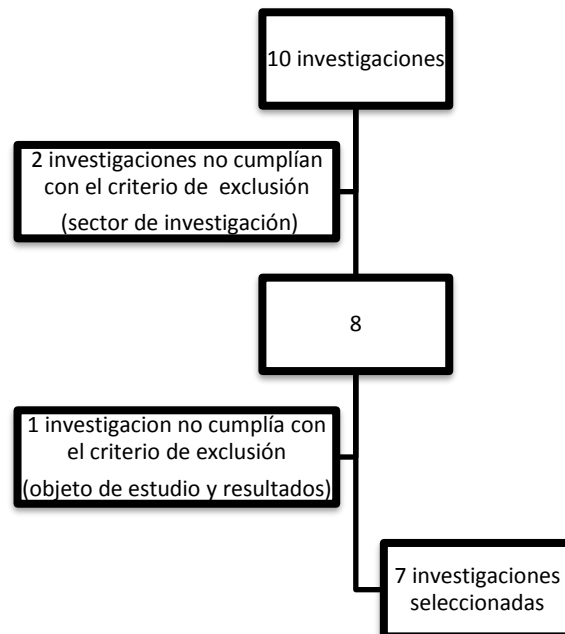 10 investigaciones
2 investigaciones no cumplían
con el criterio de exclusión
(sector de investigación)
8
1 investigacion no cumplía con
el criterio de exclusión
(objeto de estudio y resultados)
7 investigaciones
seleccionadas